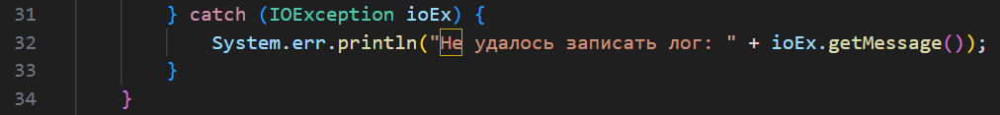 31 } catch (IOException ioEx) {
32 System.err.println("Не удалось записать лог: " + ioEx.getMessage());
33 }
34 }